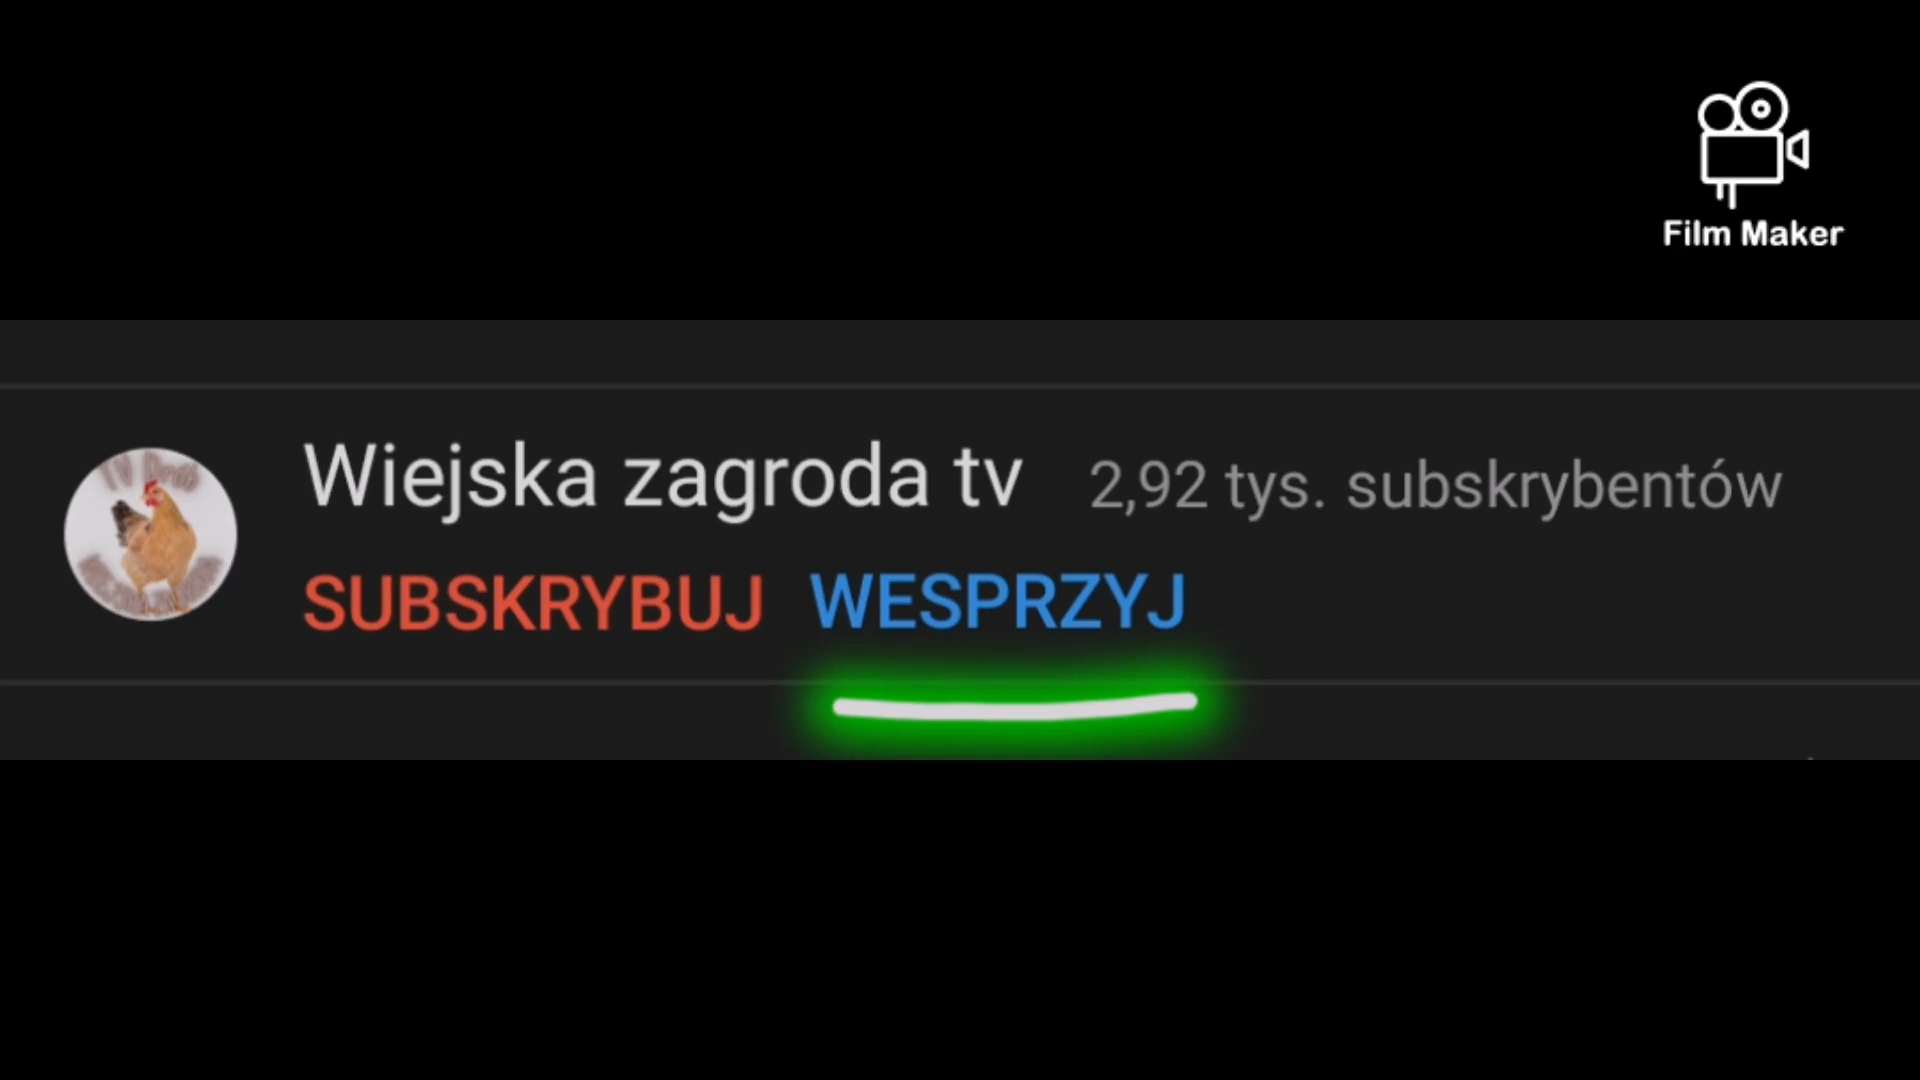 Film Maker
Wiejska zagroda tv 2,92 tys. subskrybentów
SUBSKRYBUJ WESPRZYJ